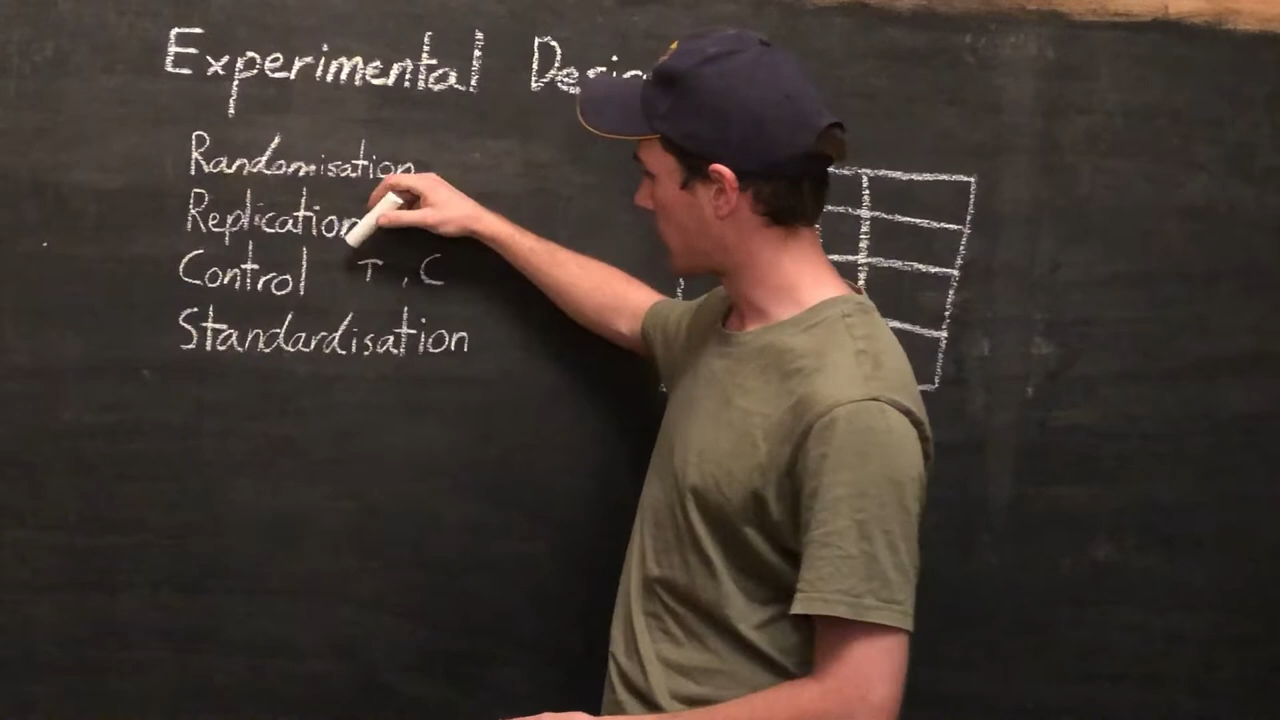 Experimental
Randomisation
Replication
Control T , C
Standardisation